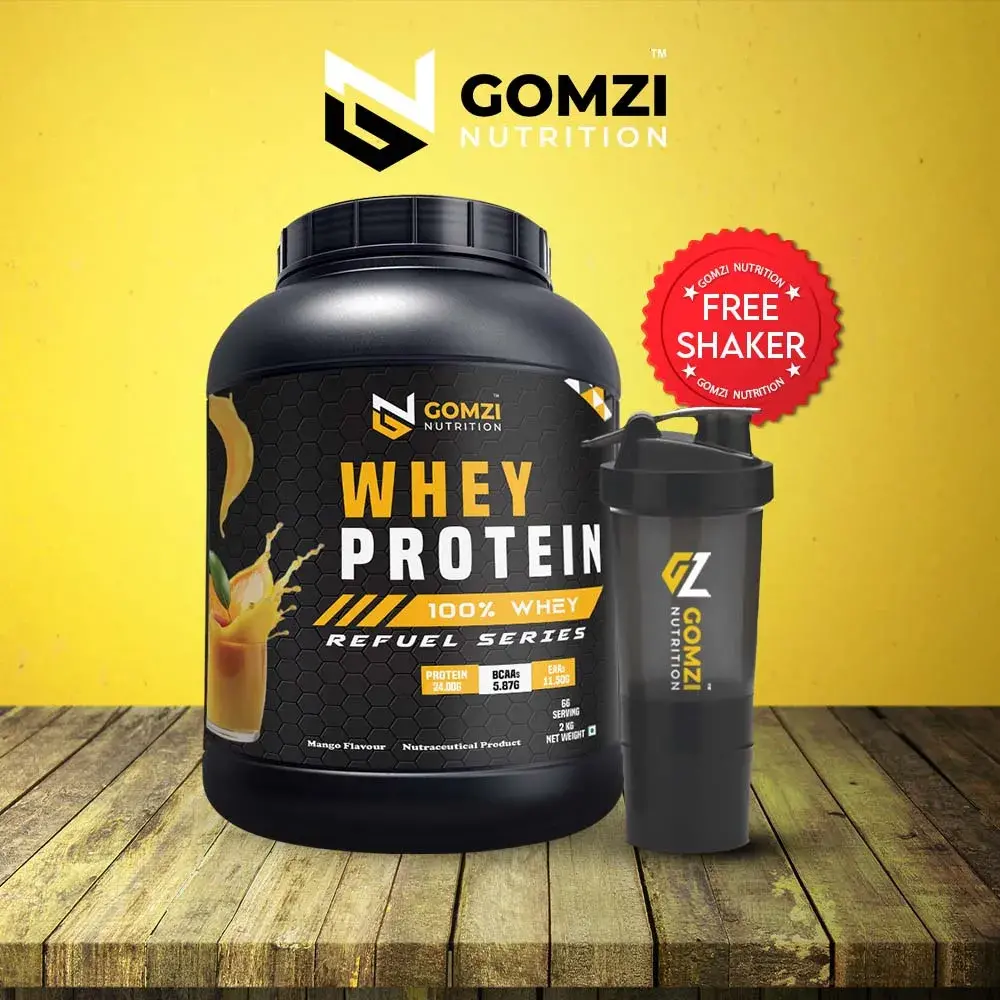 GOMZI
™
NUTRITION
GOMZI NUTRITION
FREE
SHAKER
GOMZI NUTRITION
GOMZI
™
NUTRITION
WHEY
PROTEIN
100% WHEY
REFUEL SERIES
PROTEIN
24.00G
BCAAs
5.87G
EAAs
11.50G
66
SERVING
2 KG
NET WEIGHT
Mango Flavour Nutraceutical Product
GOMZI
™
NUTRITION